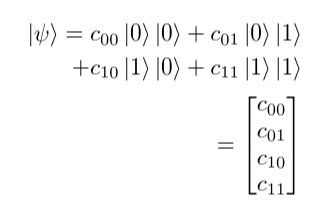 |ψ⟩ = c₀₀ |0⟩ |0⟩ + c₀₁ |0⟩ |1⟩
+c₁₀ |1⟩ |0⟩ + c₁₁ |1⟩ |1⟩
= [c₀₀
c₀₁
c₁₀
c₁₁]